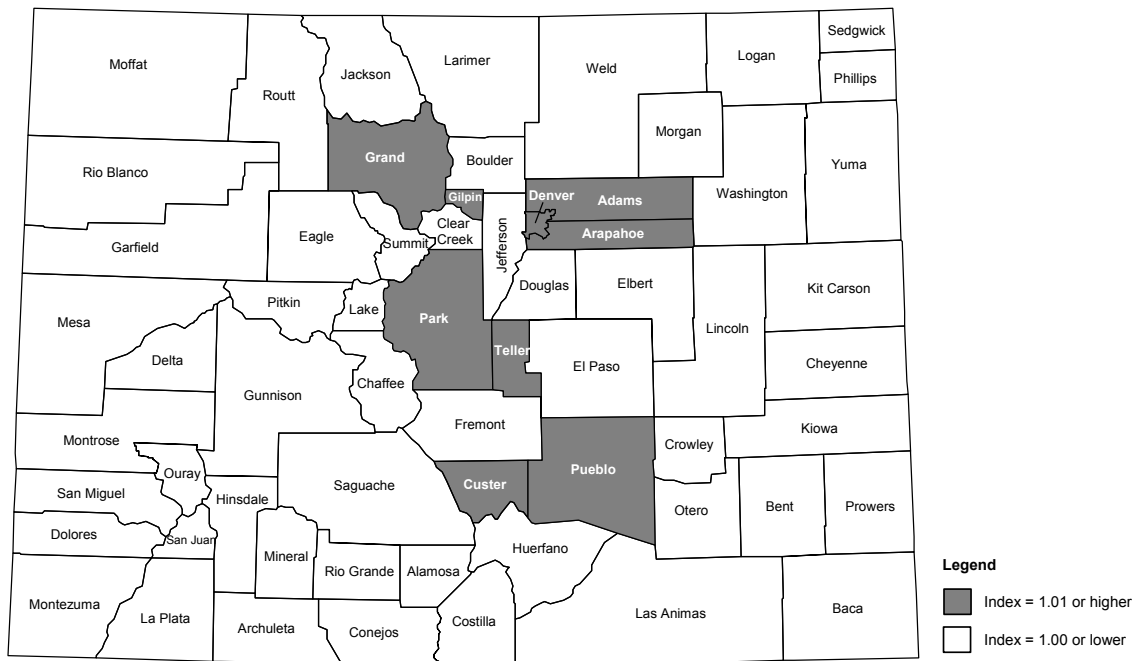 Sedgwick
Moffat
Larimer
Weld
Logan
Jackson
Phillips
Routt
Morgan
Grand
Boulder
Yuma
Rio Blanco
Gilpin
Denver
Adams
Washington
Clear
Creek
Eagle
Summit
Jefferson
Arapahoe
Garfield
Douglas
Elbert
Kit Carson
Pitkin
Lake
Mesa
Park
Lincoln
Teller
Delta
El Paso
Cheyenne
Chaffee
Gunnison
Fremont
Kiowa
Montrose
Crowley
Ouray
Pueblo
San Miguel
Hinsdale
Saguache
Custer
Otero
Bent
Prowers
Dolores
San Juan
Mineral
Huerfano
Rio Grande
Alamosa
Legend
Index = 1.01 or higher
Montezuma
La Plata
Las Animas
Baca
Costilla
Archuleta
Conejos
Index = 1.00 or lower